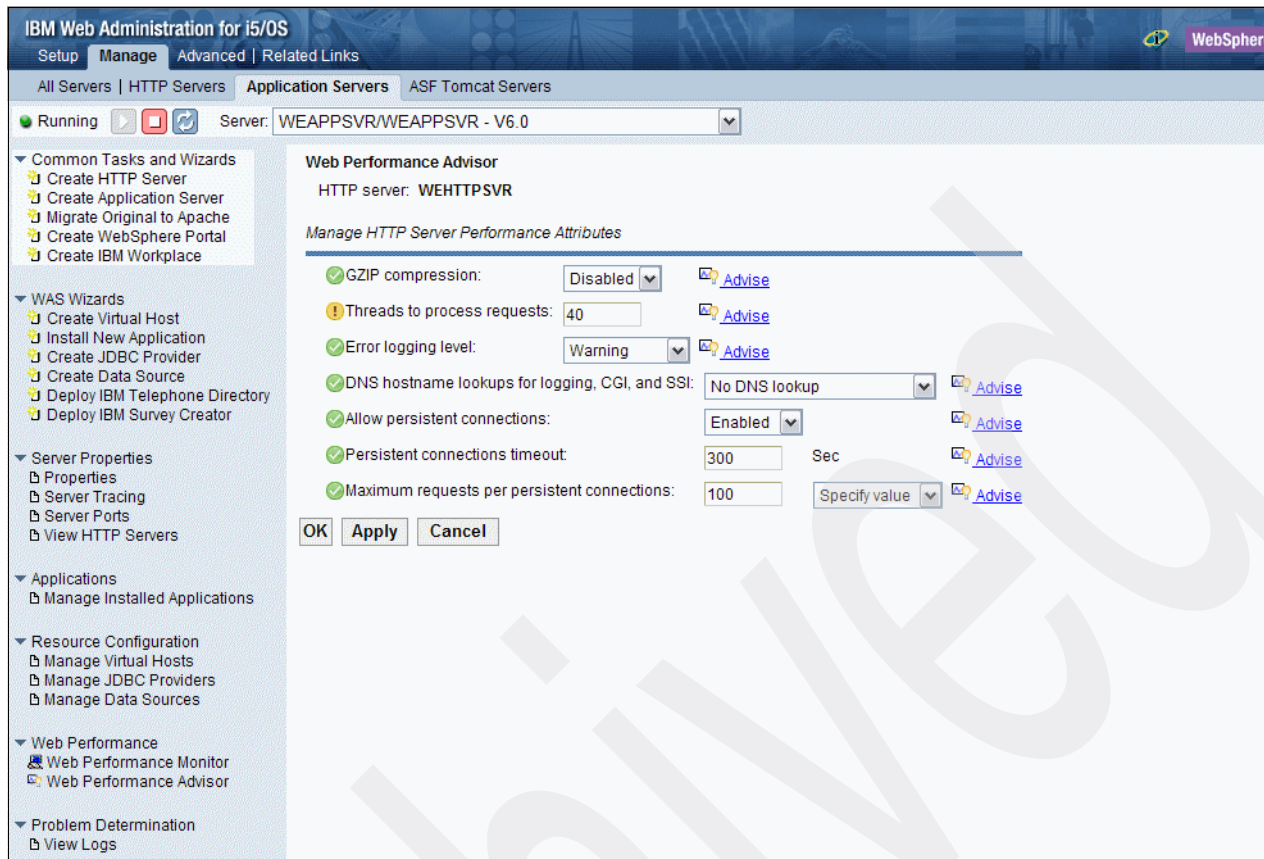 IBM Web Administration for i5/OS
Setup Manage Advanced | Related Links
WebSpher
All Servers | HTTP Servers Application Servers ASF Tomcat Servers
Running Server: WEAPPSVR/WEAPPSVR - V6.0
Common Tasks and Wizards
Create HTTP Server
Create Application Server
Migrate Original to Apache
Create WebSphere Portal
Create IBM Workplace
WAS Wizards
Create Virtual Host
Install New Application
Create JDBC Provider
Create Data Source
Deploy IBM Telephone Directory
Deploy IBM Survey Creator
Server Properties
Properties
Server Tracing
Server Ports
View HTTP Servers
Applications
Manage Installed Applications
Resource Configuration
Manage Virtual Hosts
Manage JDBC Providers
Manage Data Sources
Web Performance
Web Performance Monitor
Web Performance Advisor
Problem Determination
View Logs
Web Performance Advisor
HTTP server: WEHTTPSVR
Manage HTTP Server Performance Attributes
GZIP compression: Disabled Advise
Threads to process requests: 40 Advise
Error logging level: Warning Advise
DNS hostname lookups for logging, CGI, and SSI: No DNS lookup Advise
Allow persistent connections: Enabled Advise
Persistent connections timeout: 300 Sec Advise
Maximum requests per persistent connections: 100 Specify value Advise
OK Apply Cancel
hived